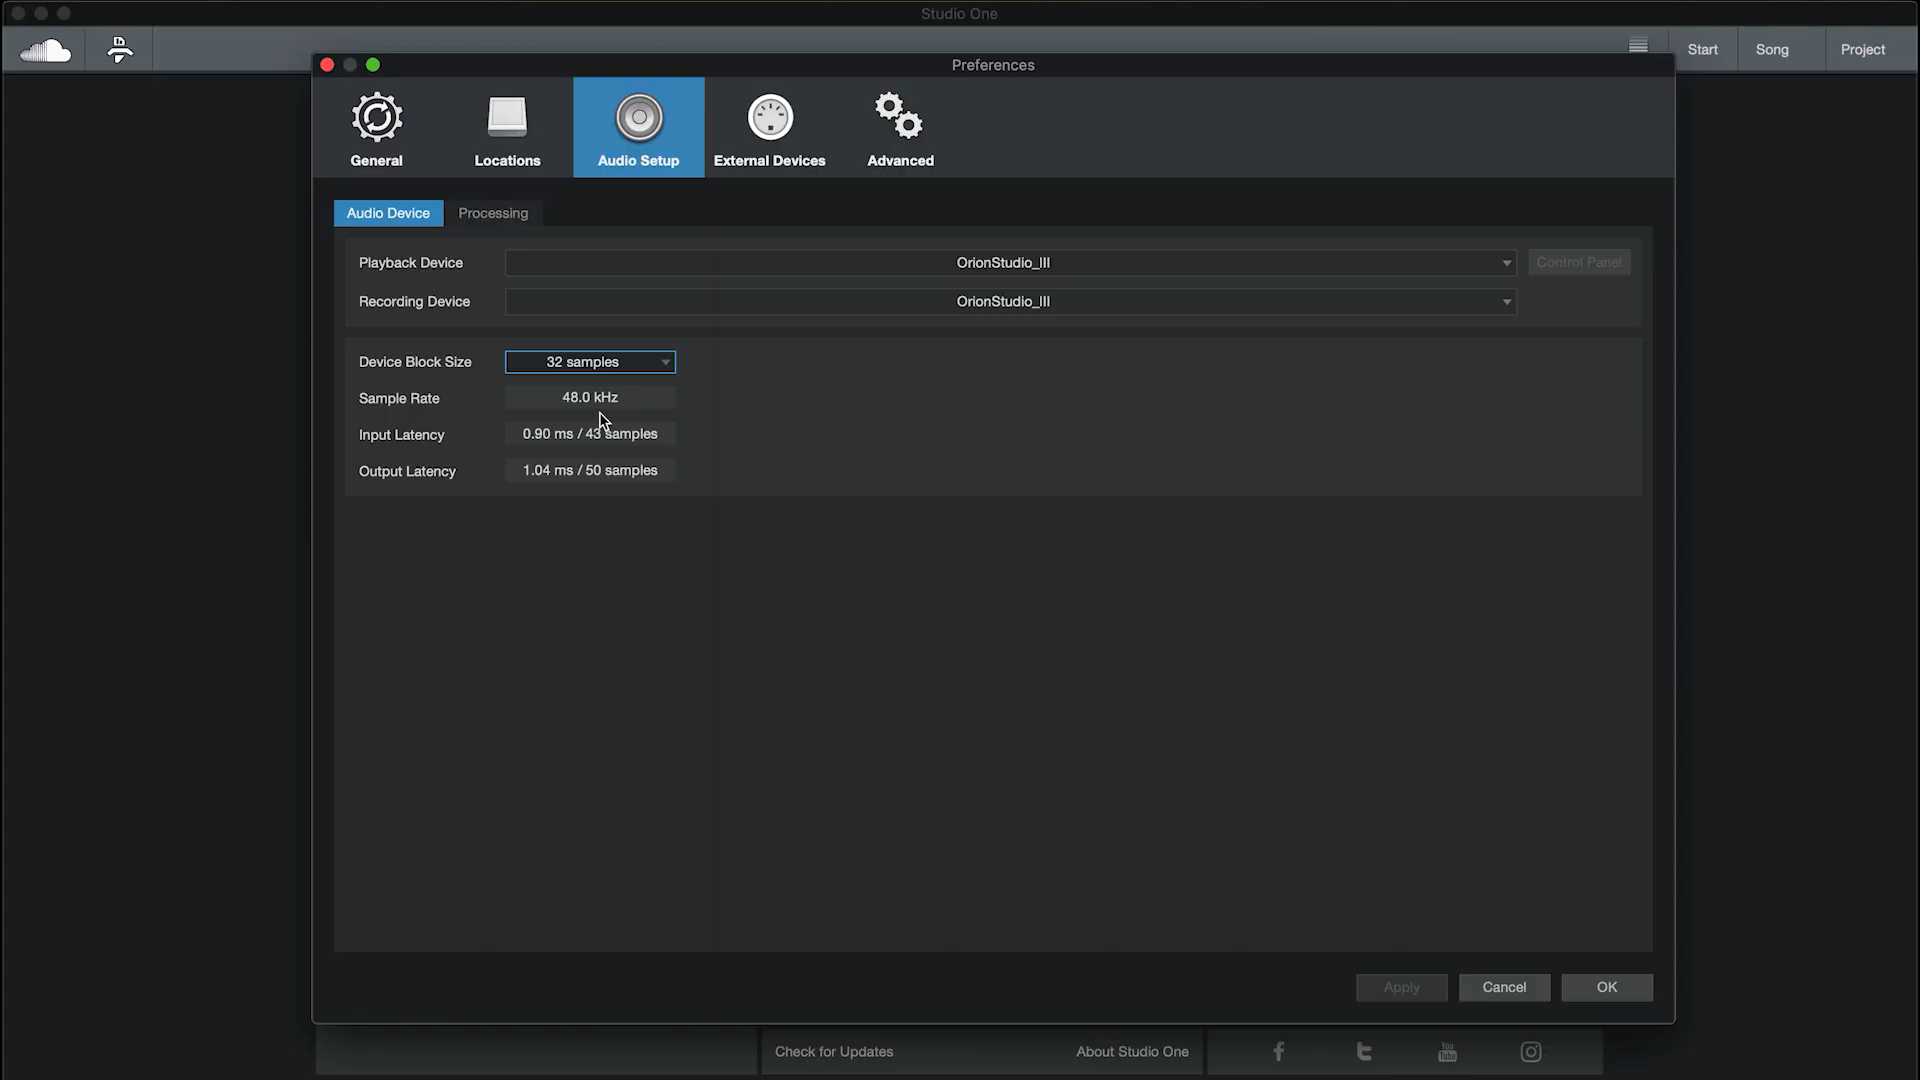 Studio One
Start
Song
Project
Preferences
General
Locations
Audio Setup
External Devices
Advanced
Audio Device
Processing
Playback Device
OrionStudio_III
Control Panel
Recording Device
OrionStudio_III
Device Block Size
32 samples
Sample Rate
48.0 kHz
Input Latency
0.90 ms / 43 samples
Output Latency
1.04 ms / 50 samples
Apply
Cancel
OK
Check for Updates
About Studio One
You
Tube